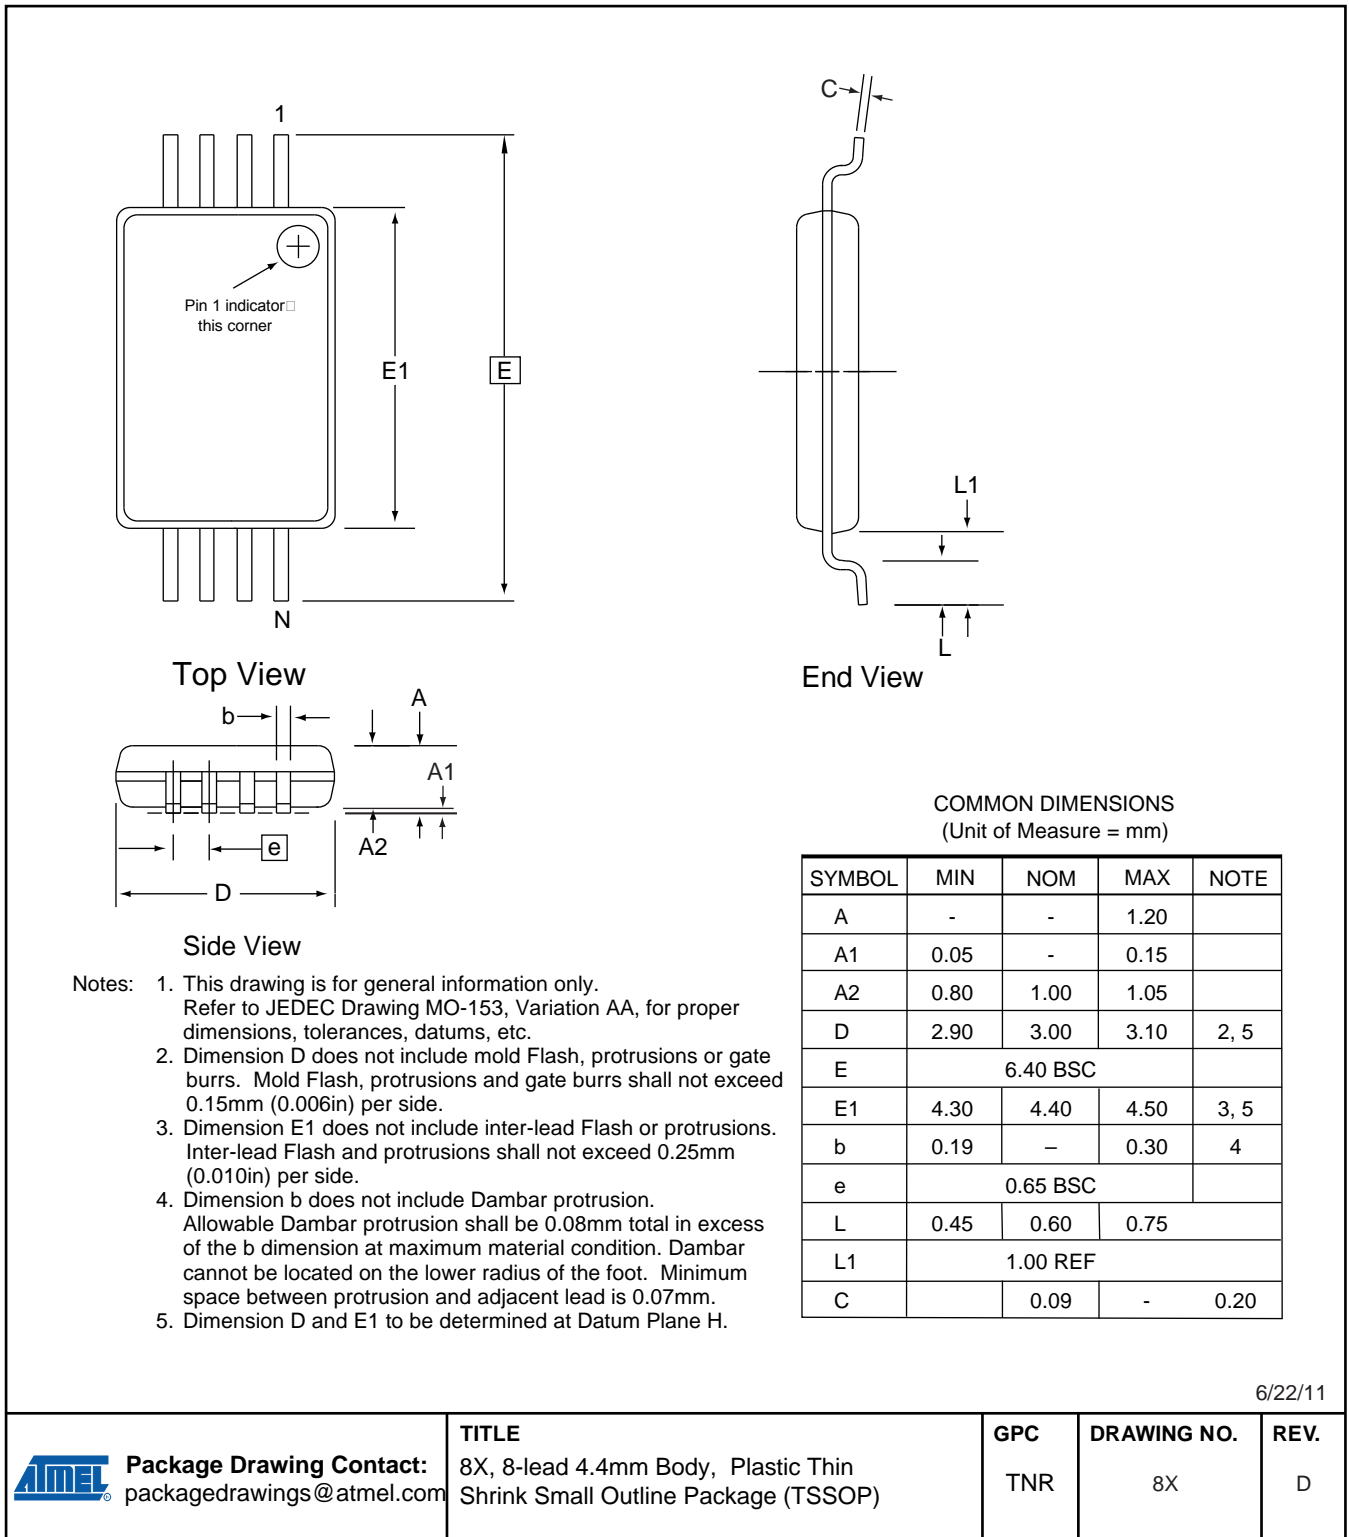 1
C
Pin 1 indicator
this corner
E1
E
L1
N
L
Top View
End View
b
A
A1
e
A2
D
Side View
COMMON DIMENSIONS
(Unit of Measure = mm)
SYMBOL MIN NOM MAX NOTE
A - - 1.20
A1 0.05 - 0.15
A2 0.80 1.00 1.05
D 2.90 3.00 3.10 2, 5
E 6.40 BSC
E1 4.30 4.40 4.50 3, 5
b 0.19 – 0.30 4
e 0.65 BSC
L 0.45 0.60 0.75
L1 1.00 REF
C 0.09 - 0.20
Notes: 1. This drawing is for general information only.
Refer to JEDEC Drawing MO-153, Variation AA, for proper
dimensions, tolerances, datums, etc.
2. Dimension D does not include mold Flash, protrusions or gate
burrs. Mold Flash, protrusions and gate burrs shall not exceed
0.15mm (0.006in) per side.
3. Dimension E1 does not include inter-lead Flash or protrusions.
Inter-lead Flash and protrusions shall not exceed 0.25mm
(0.010in) per side.
4. Dimension b does not include Dambar protrusion.
Allowable Dambar protrusion shall be 0.08mm total in excess
of the b dimension at maximum material condition. Dambar
cannot be located on the lower radius of the foot. Minimum
space between protrusion and adjacent lead is 0.07mm.
5. Dimension D and E1 to be determined at Datum Plane H.
6/22/11
ATMEL
Package Drawing Contact:
packagedrawings@atmel.com
TITLE
8X, 8-lead 4.4mm Body, Plastic Thin
Shrink Small Outline Package (TSSOP)
GPC
TNR
DRAWING NO.
8X
REV.
D